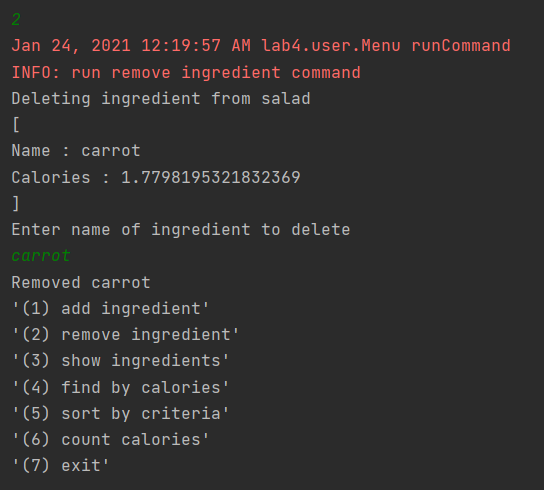 2
Jan 24, 2021 12:19:57 AM lab4.user.Menu runCommand
INFO: run remove ingredient command
Deleting ingredient from salad
[
Name : carrot
Calories : 1.7798195321832369
]
Enter name of ingredient to delete
carrot
Removed carrot
'(1) add ingredient'
'(2) remove ingredient'
'(3) show ingredients'
'(4) find by calories'
'(5) sort by criteria'
'(6) count calories'
'(7) exit'